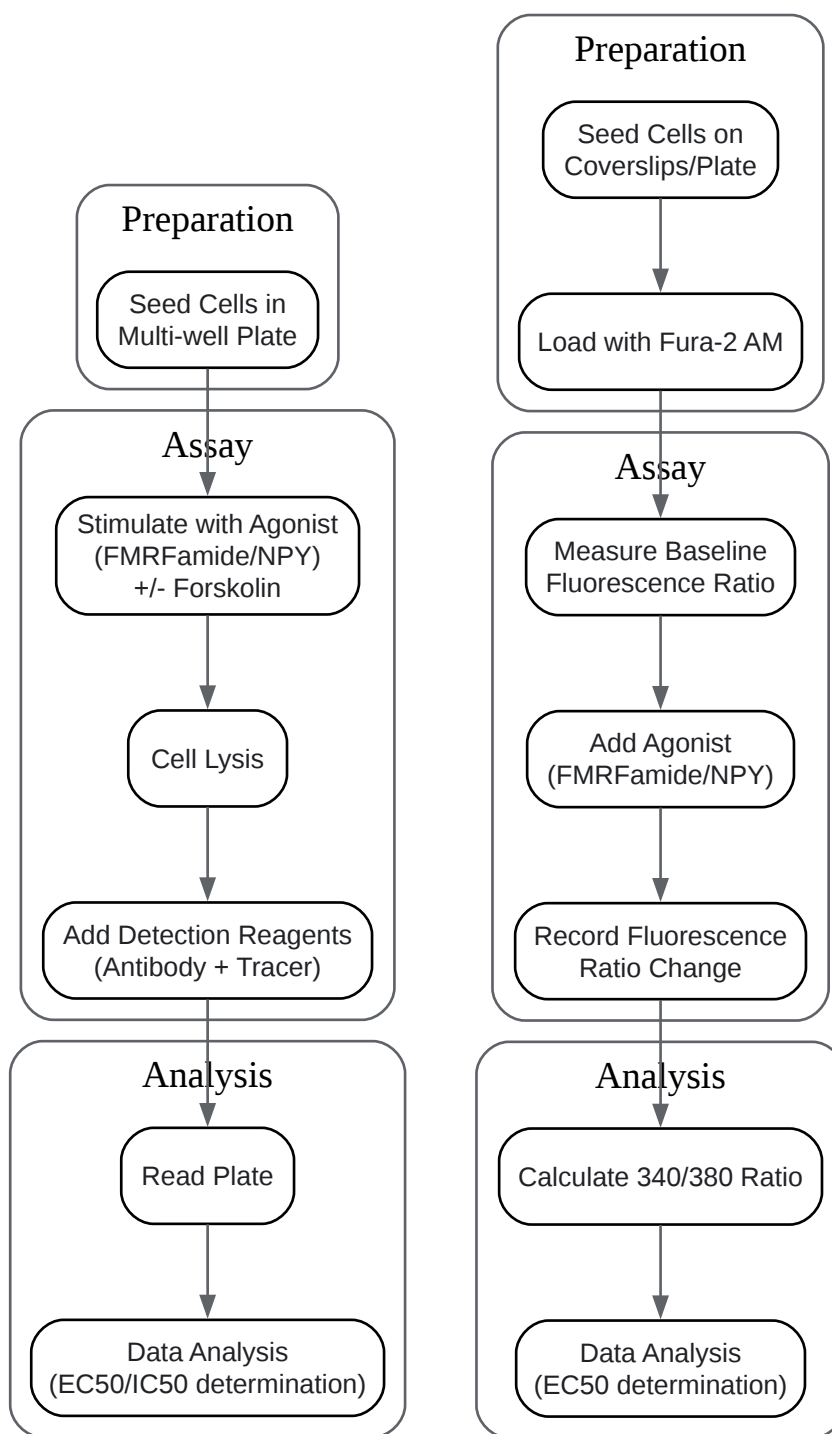 Preparation
Seed Cells in
Multi-well Plate
Assay
Stimulate with Agonist
(FMRFamide/NPY)
+/- Forskolin
Cell Lysis
Add Detection Reagents
(Antibody + Tracer)
Analysis
Read Plate
Data Analysis
(EC50/IC50 determination)
Preparation
Seed Cells on
Coverslips/Plate
Load with Fura-2 AM
Assay
Measure Baseline
Fluorescence Ratio
Add Agonist
(FMRFamide/NPY)
Record Fluorescence
Ratio Change
Analysis
Calculate 340/380 Ratio
Data Analysis
(EC50 determination)